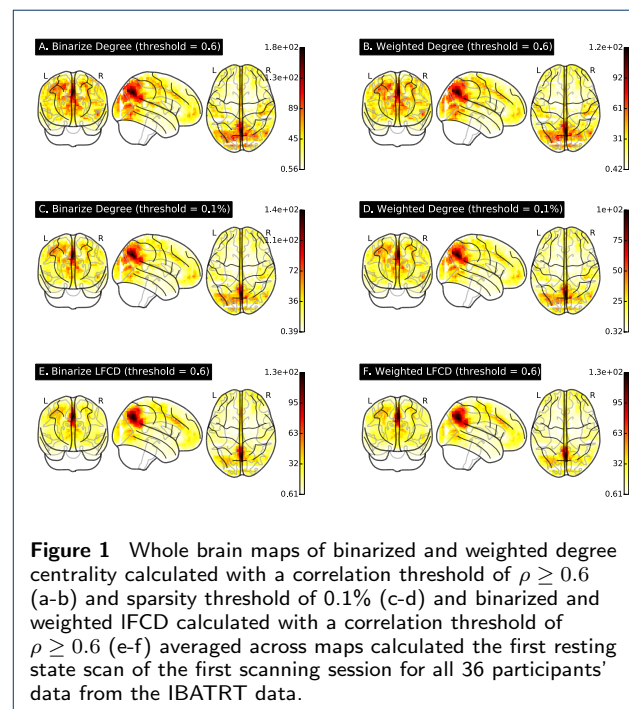 A. Binarize Degree (threshold = 0.6)
L R
1.8e+02
1.3e+02
89
45
0.56
B. Weighted Degree (threshold = 0.6)
L R
1.2e+02
92
61
31
0.42
C. Binarize Degree (threshold = 0.1%)
L R
1.4e+02
1.1e+02
72
36
0.39
D. Weighted Degree (threshold = 0.1%)
L R
1e+02
75
50
25
0.32
E. Binarize LFCD (threshold = 0.6)
L R
1.3e+02
95
63
32
0.61
F. Weighted LFCD (threshold = 0.6)
L R
1.3e+02
95
63
32
0.61
Figure 1 Whole brain maps of binarized and weighted degree
centrality calculated with a correlation threshold of ρ ≥ 0.6
(a-b) and sparsity threshold of 0.1% (c-d) and binarized and
weighted lFCD calculated with a correlation threshold of
ρ ≥ 0.6 (e-f) averaged across maps calculated the first resting
state scan of the first scanning session for all 36 participants'
data from the IBATRT data.